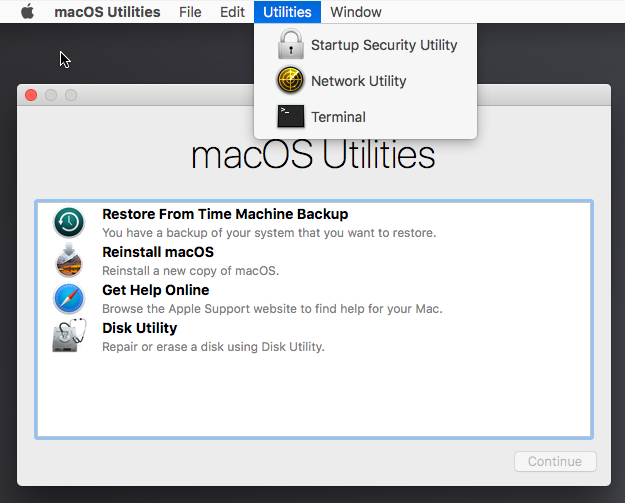 macOS Utilities File Edit Utilities Window
Startup Security Utility
Network Utility
Terminal
macOS Utilities
Restore From Time Machine Backup
You have a backup of your system that you want to restore.
Reinstall macOS
Reinstall a new copy of macOS.
Get Help Online
Browse the Apple Support website to find help for your Mac.
Disk Utility
Repair or erase a disk using Disk Utility.
Continue